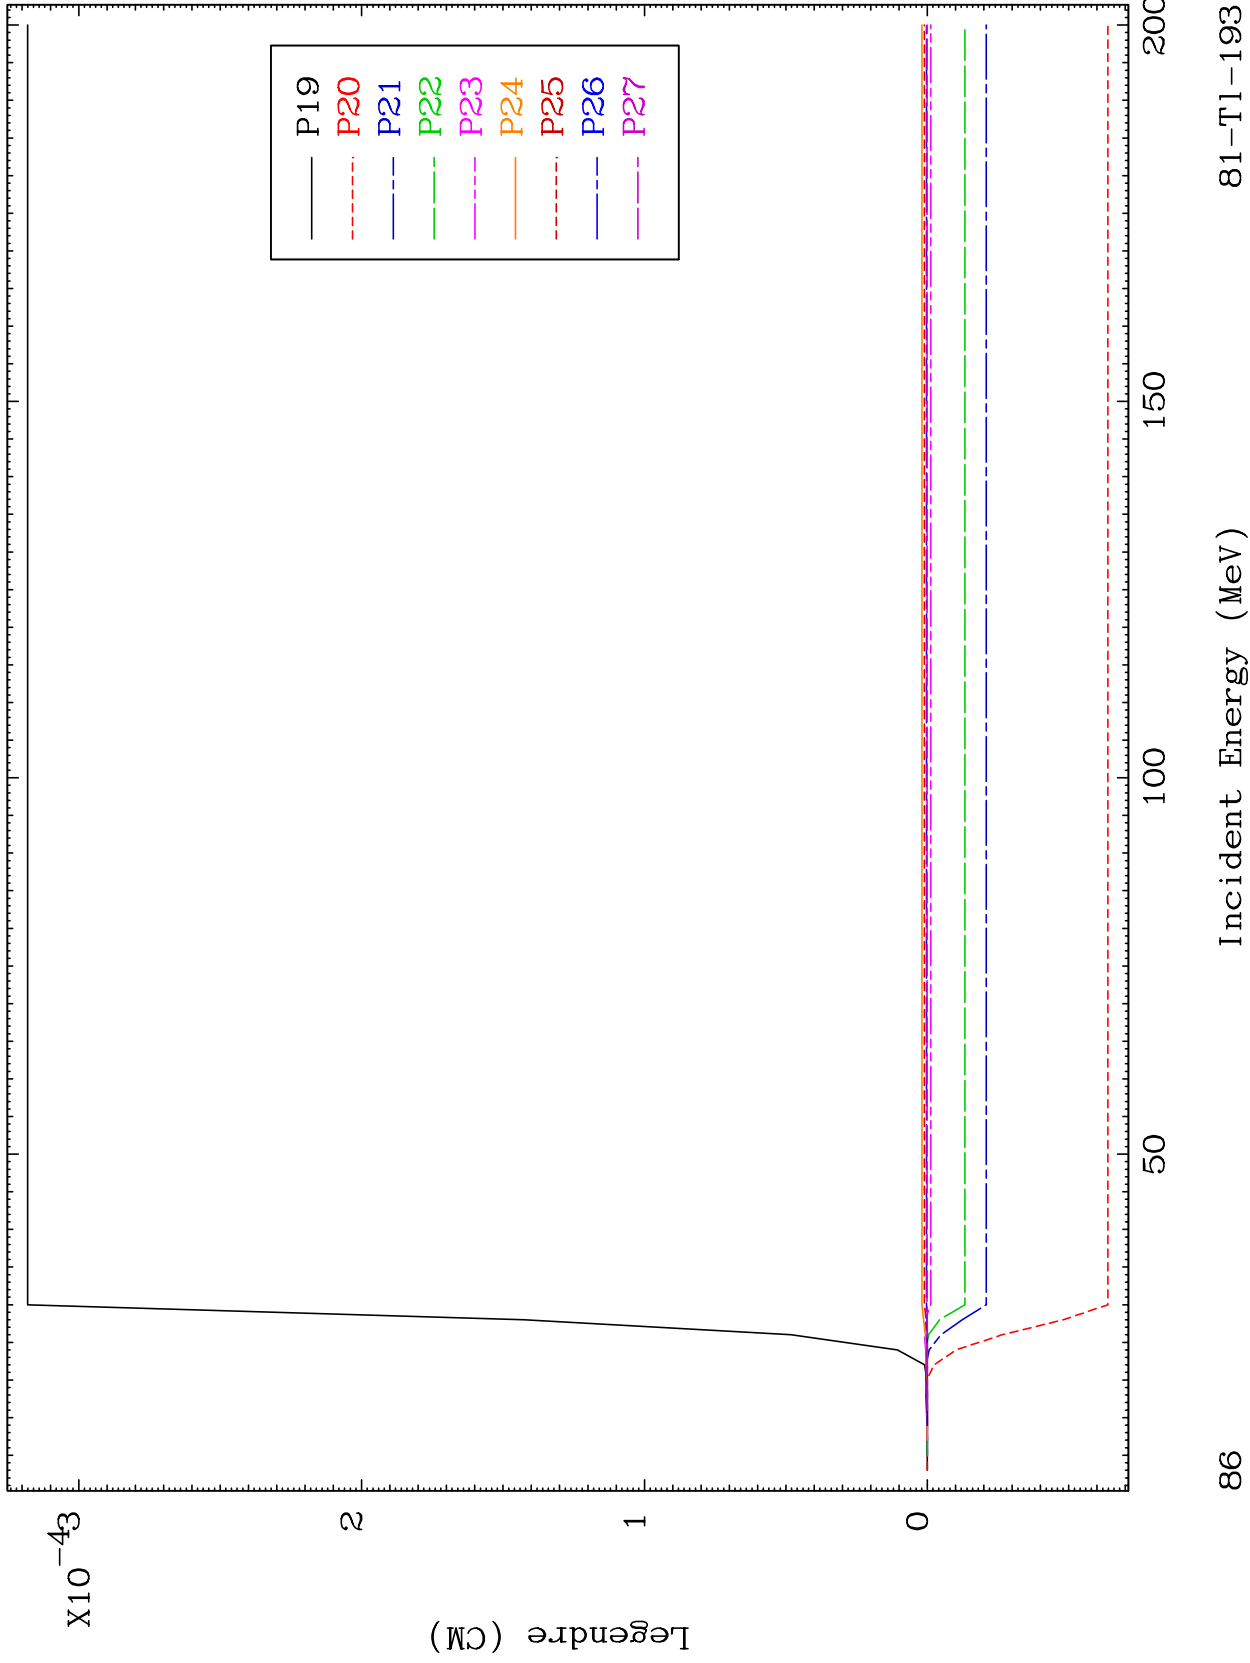 X10-4
3
2
1
0
Legendre (CM)
P19
P20
P21
P22
P23
P24
P25
P26
P27
50
100
150
200
Incident Energy (MeV)
86
81-Tl-193